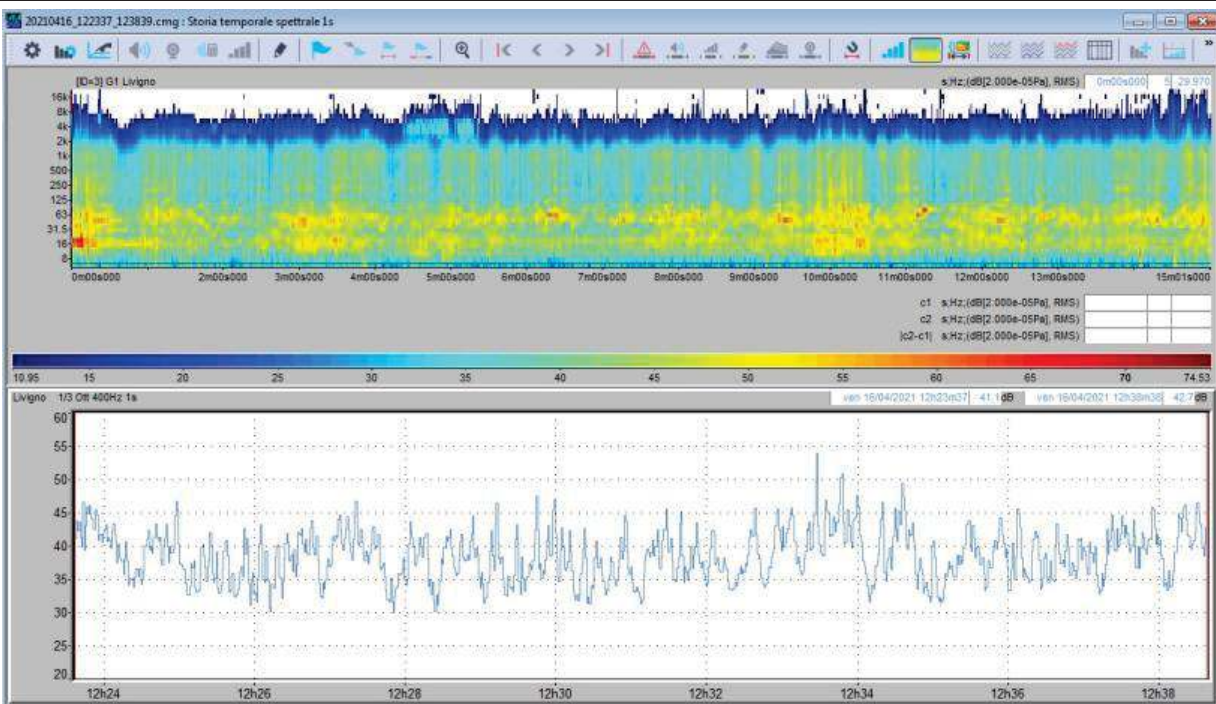 20210416_122337_123839.cmg : Storia temporale spettrale 1s
[ID=3] G1 Livigno
s;Hz;(dB[2.000e-05Pa], RMS) 0m00s000 5 29.970
16k
8k
4k
2k
1k
500
250
125
63
31.5
16
8
0m00s000 2m00s000 3m00s000 4m00s000 5m00s000 6m00s000 7m00s000 8m00s000 9m00s000 10m00s000 11m00s000 12m00s000 13m00s000 15m01s000
c1 s;Hz;(dB[2.000e-05Pa], RMS)
c2 s;Hz;(dB[2.000e-05Pa], RMS)
|c2-c1| s;Hz;(dB[2.000e-05Pa], RMS)
10.95 15 20 25 30 35 40 45 50 55 60 65 70 74.53
Livigno 1/3 Ott 400Hz 1s ven 16/04/2021 12h23m37 41.1 dB ven 16/04/2021 12h38m38 42.7 dB
60
55
50
45
40
35
30
25
20
12h24 12h26 12h28 12h30 12h32 12h34 12h36 12h38